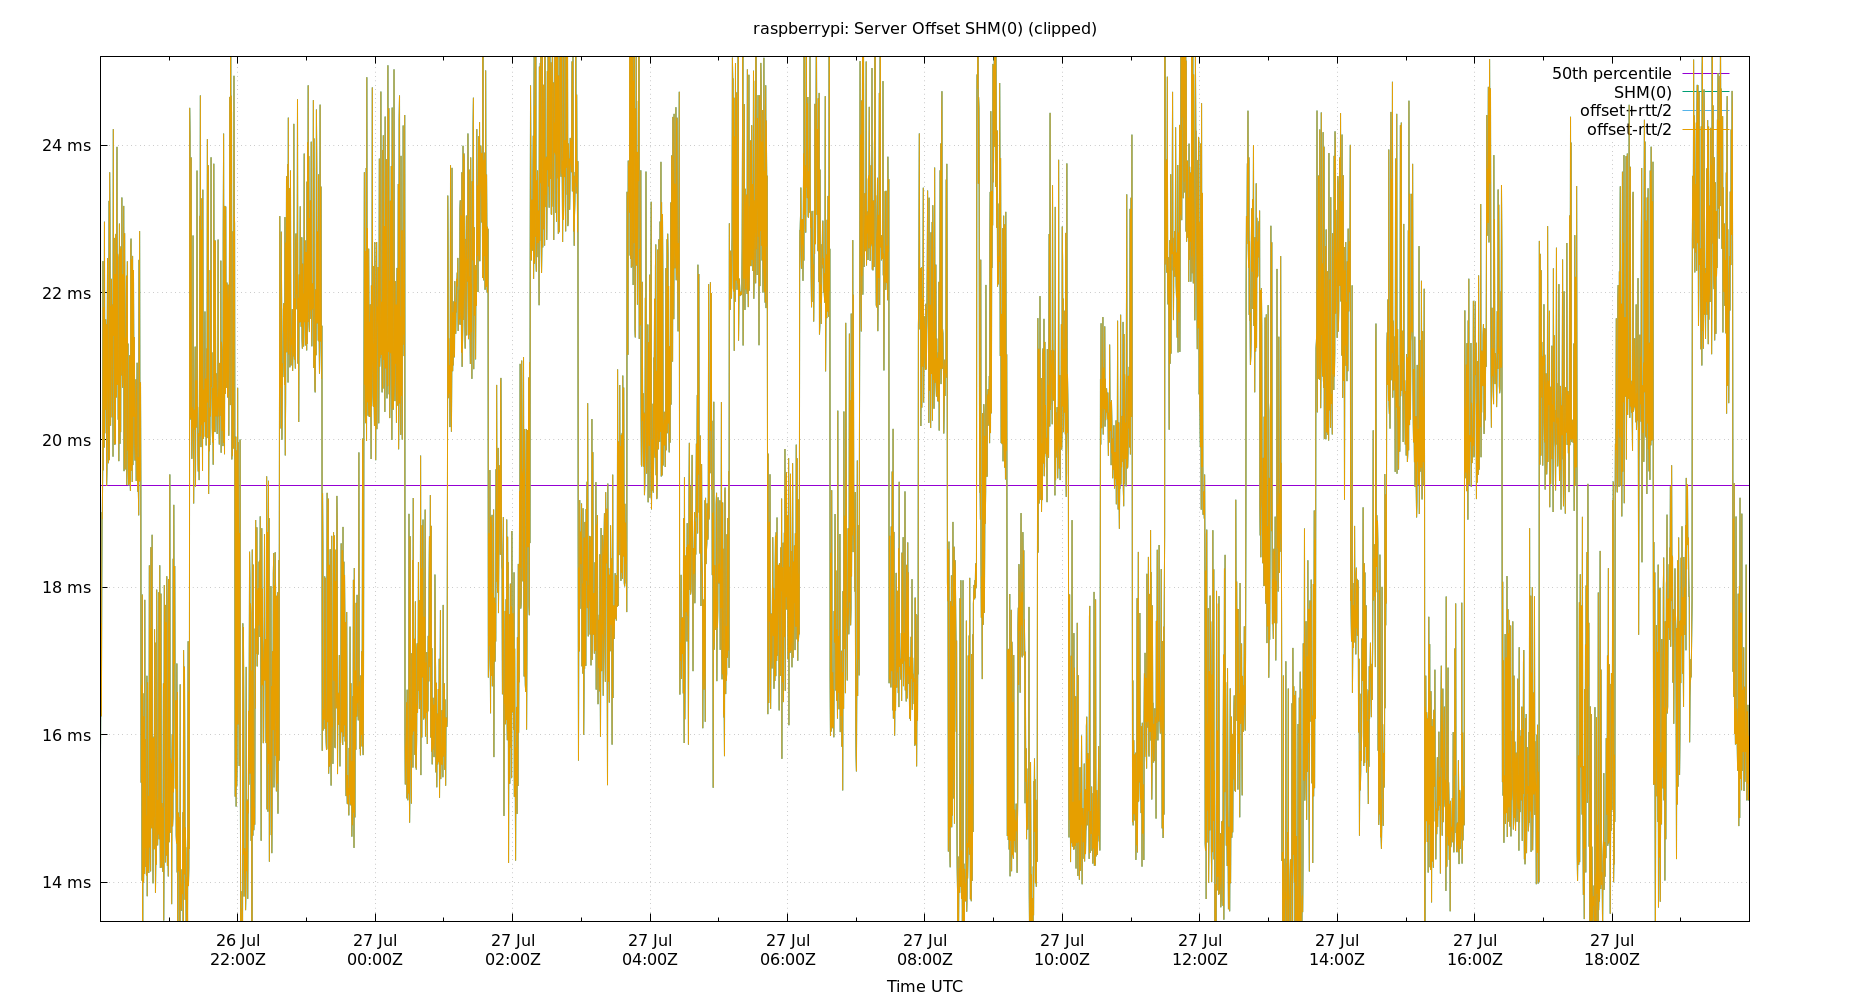 raspberrypi: Server Offset SHM(0) (clipped)
50th percentile
SHM(0)
offset+rtt/2
offset-rtt/2
24 ms
22 ms
20 ms
18 ms
16 ms
14 ms
26 Jul 27 Jul 27 Jul 27 Jul 27 Jul 27 Jul 27 Jul 27 Jul 27 Jul 27 Jul 27 Jul
22:00Z 00:00Z 02:00Z 04:00Z 06:00Z 08:00Z 10:00Z 12:00Z 14:00Z 16:00Z 18:00Z
Time UTC